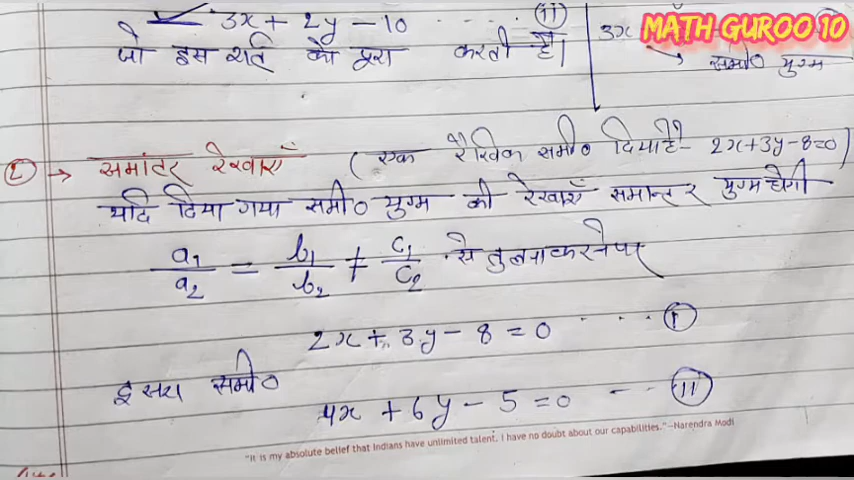 3x + 2y - 10 ..... (ii)
जो इस शर्त को पूरा करती है।
3x
MATH GUROO 10
→ समी० युग्म
(2) → समांतर रेखाएँ ( एक रैखिक समी० दिया है - 2x+3y-8=0)
यदि दिया गया समी० युग्म की रेखाएँ समान्तर युग्म होगी
a₁/a₂ = b₁/b₂ ≠ c₁/c₂ से तुलना करने पर
2x + 3y - 8 = 0 ..... (i)
दूसरा समी०
4x + 6y - 5 = 0 - - - (ii)
"It is my absolute belief that Indians have unlimited talent. I have no doubt about our capabilities."–Narendra Modi